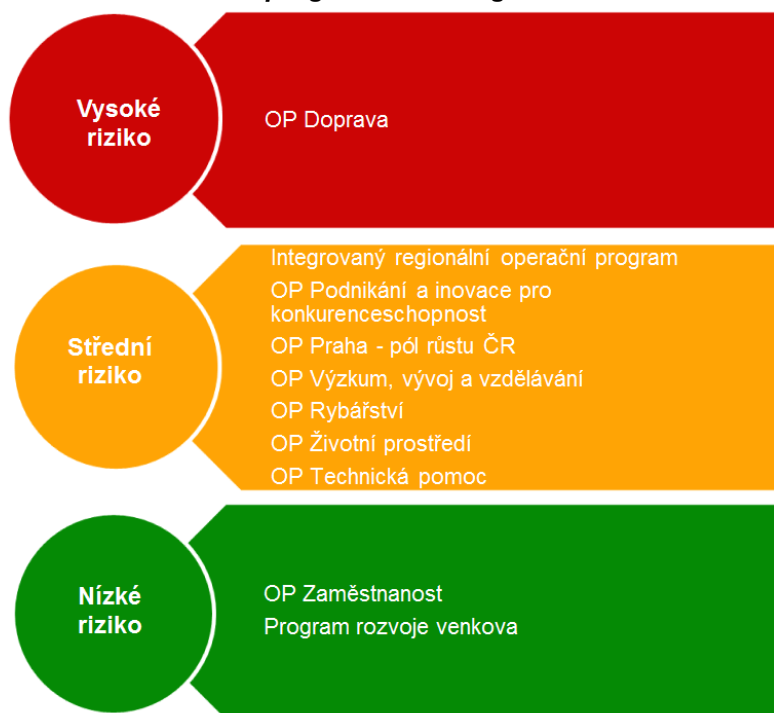 Vysoké
riziko
OP Doprava
Střední
riziko
Integrovaný regionální operační program
OP Podnikání a inovace pro
konkurenceschopnost
OP Praha - pól růstu ČR
OP Výzkum, vývoj a vzdělávání
OP Rybářství
OP Životní prostředí
OP Technická pomoc
Nízké
riziko
OP Zaměstnanost
Program rozvoje venkova